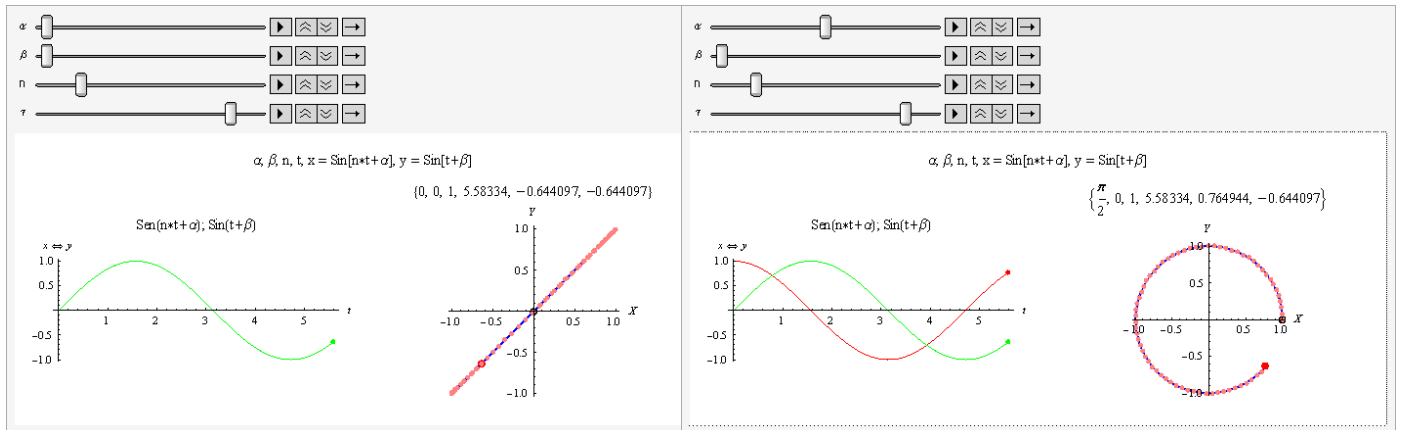 α
β
n
τ
α, β, n, t, x = Sin[n*t+α], y = Sin[t+β]
{0, 0, 1, 5.58334, −0.644097, −0.644097}
Sen(n*t+α); Sin(t+β)
x ⇔ y
1.0
0.5
−0.5
−1.0
1 2 3 4 5
t
Y
1.0
0.5
−1.0 −0.5 0.5 1.0 X
−0.5
−1.0
α
β
n
τ
α, β, n, t, x = Sin[n*t+α], y = Sin[t+β]
{π/2, 0, 1, 5.58334, 0.764944, −0.644097}
Sen(n*t+α); Sin(t+β)
x ⇔ y
1.0
0.5
−0.5
−1.0
1 2 3 4 5
t
Y
1.0
0.5
−1.0 −0.5 0.5 1.0 X
−0.5
−1.0